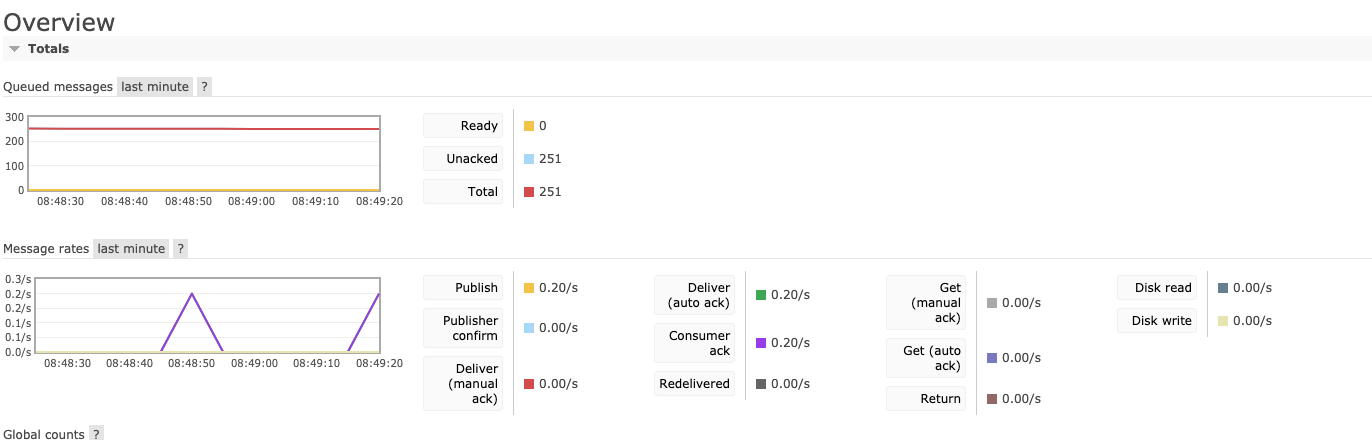 Overview
Totals
Queued messages last minute ?
300
200
100
0
08:48:30 08:48:40 08:48:50 08:49:00 08:49:10 08:49:20
Ready 0
Unacked 251
Total 251
Message rates last minute ?
0.3/s
0.2/s
0.2/s
0.1/s
0.1/s
0.0/s
08:48:30 08:48:40 08:48:50 08:49:00 08:49:10 08:49:20
Publish 0.20/s
Publisher
confirm 0.00/s
Deliver
(manual
ack) 0.00/s
Deliver
(auto ack) 0.20/s
Consumer
ack 0.20/s
Redelivered 0.00/s
Get
(manual
ack) 0.00/s
Get (auto
ack) 0.00/s
Return 0.00/s
Disk read 0.00/s
Disk write 0.00/s
Global counts ?